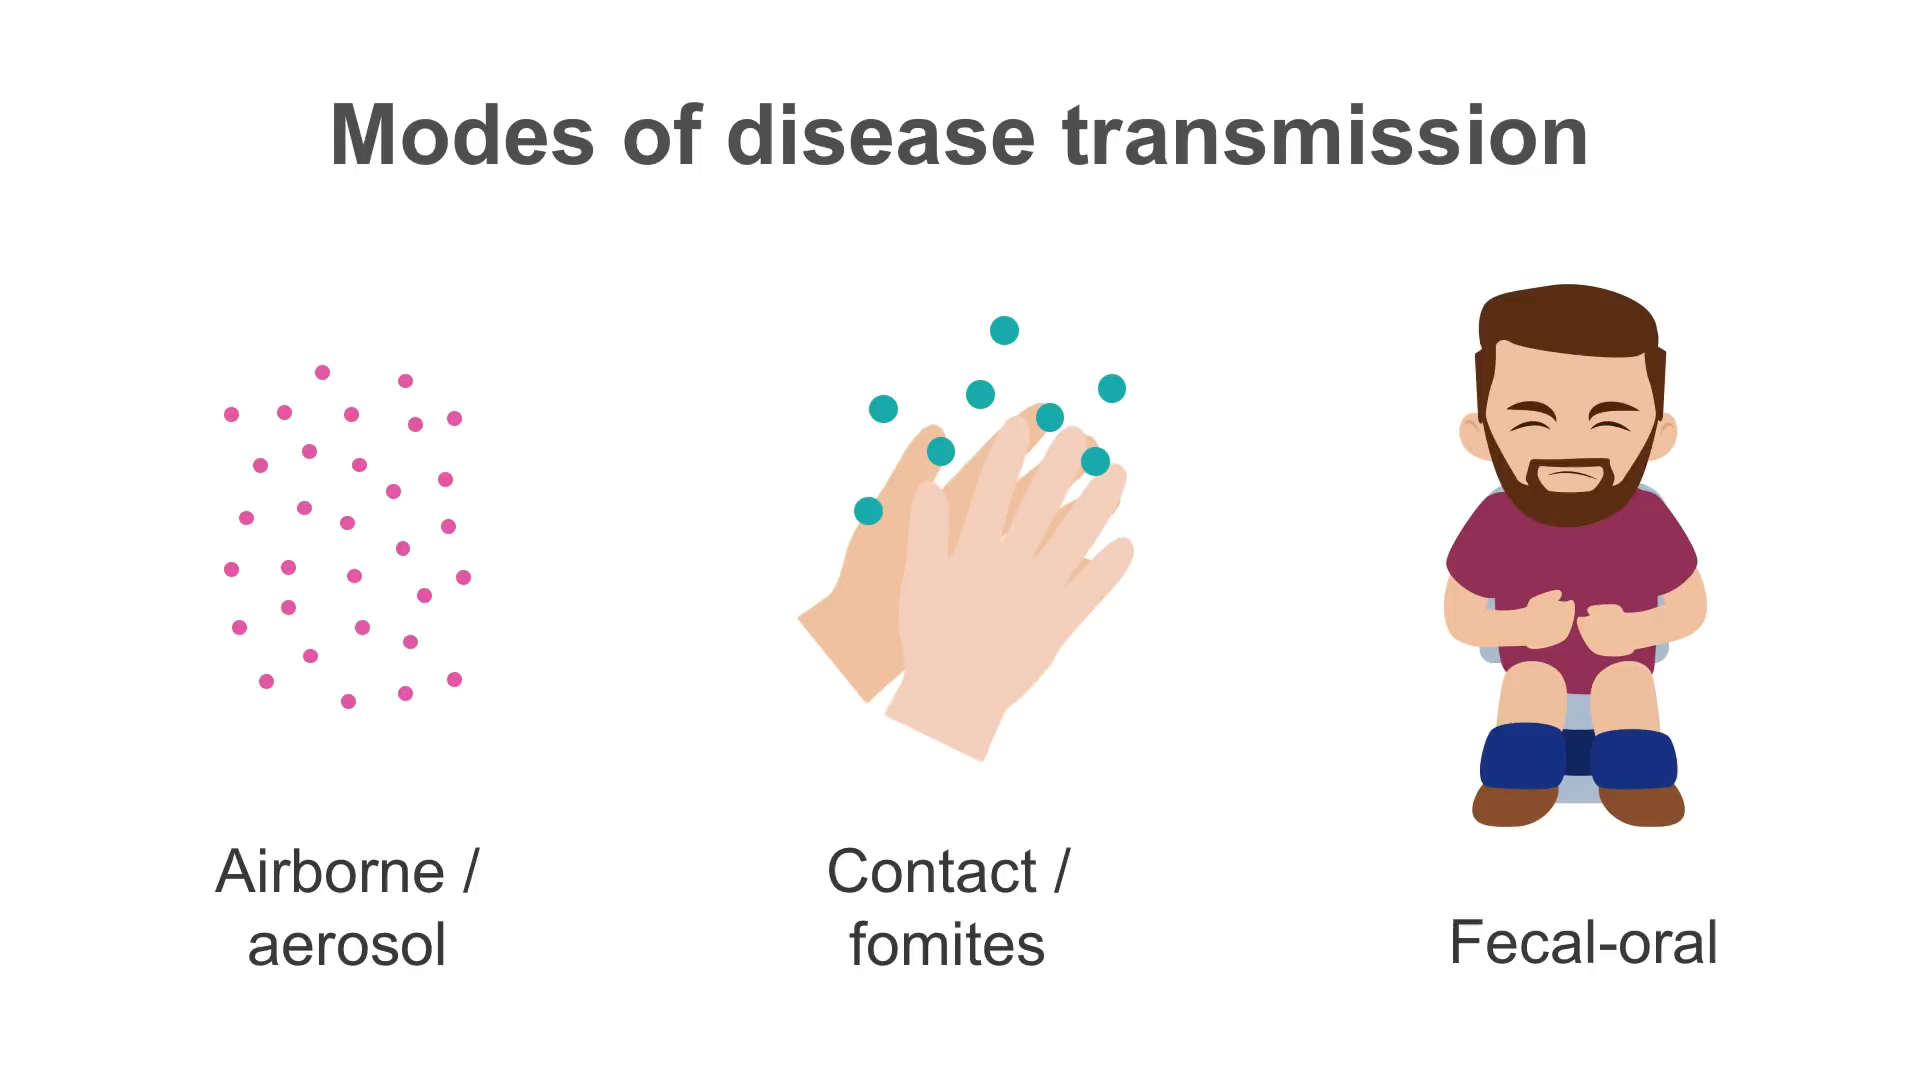 Modes of disease transmission
Airborne /
aerosol
Contact /
fomites
Fecal-oral